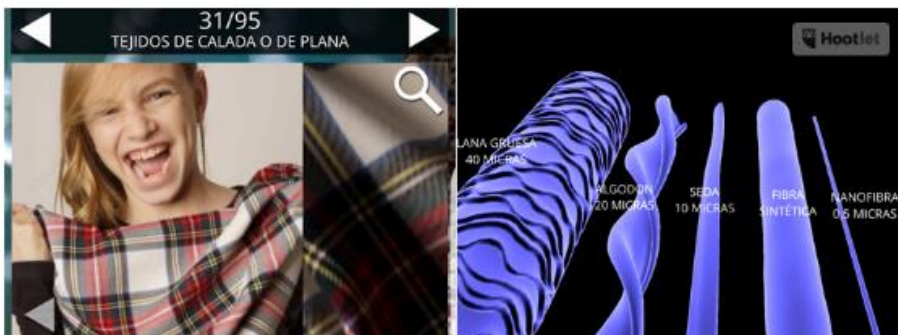 31/95
TEJIDOS DE CALADA O DE PLANA
Hootlet
LANA GRUESA
40 MICRAS
ALGODÓN
20 MICRAS
SEDA
10 MICRAS
FIBRA
SINTÉTICA
NANOFIBRA
0,5 MICRAS